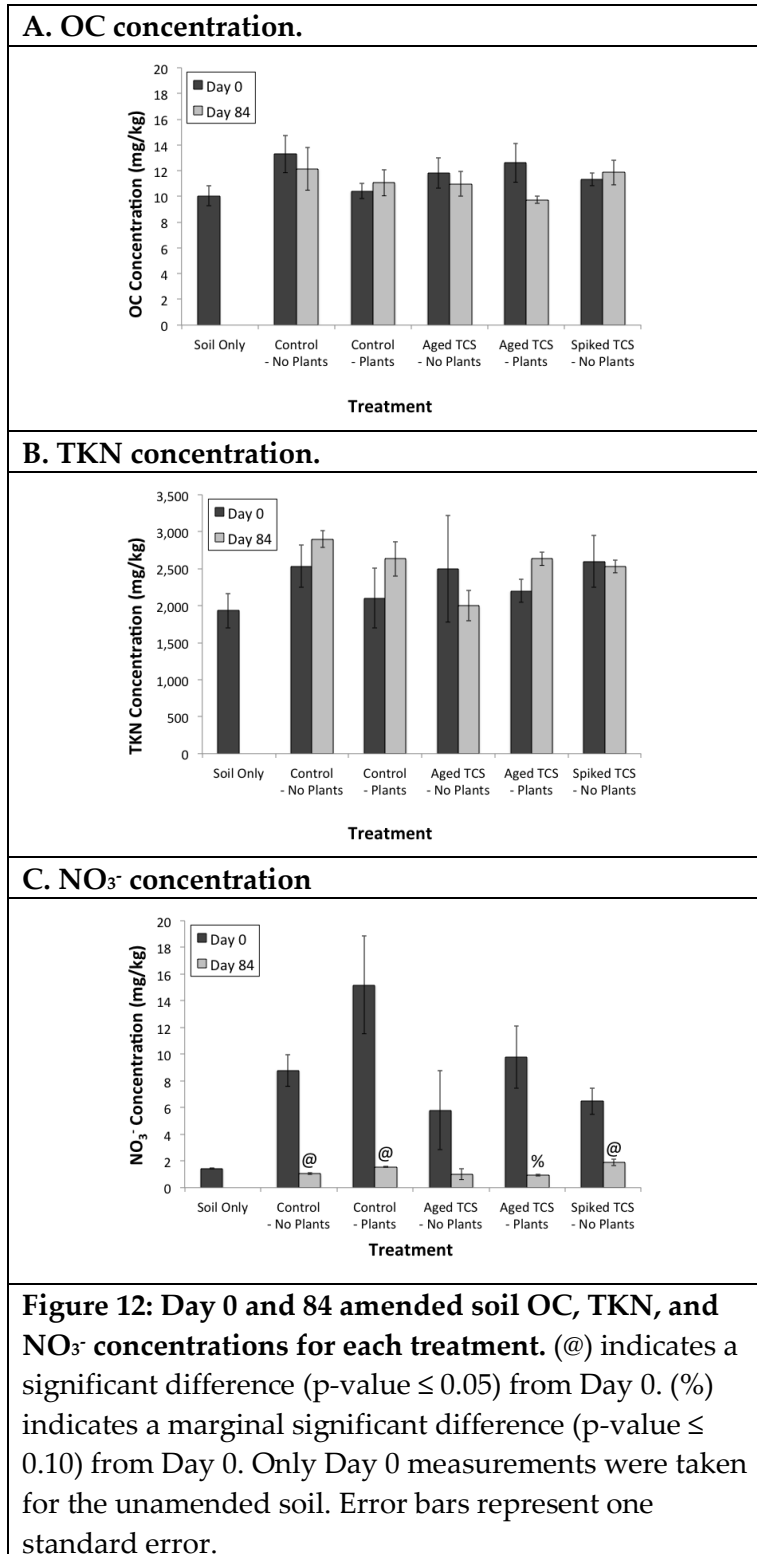 A. OC concentration.
OC Concentration (mg/kg)
20
18
16
14
12
10
8
6
4
2
0
Day 0
Day 84
Soil Only
Control
- No Plants
Control
- Plants
Aged TCS
- No Plants
Aged TCS
- Plants
Spiked TCS
- No Plants
Treatment
B. TKN concentration.
TKN Concentration (mg/kg)
3,500
3,000
2,500
2,000
1,500
1,000
500
0
Day 0
Day 84
Soil Only
Control
- No Plants
Control
- Plants
Aged TCS
- No Plants
Aged TCS
- Plants
Spiked TCS
- No Plants
Treatment
C. NO₃⁻ concentration
NO₃⁻ Concentration (mg/kg)
20
18
16
14
12
10
8
6
4
2
0
Day 0
Day 84
@
@
%
@
Soil Only
Control
- No Plants
Control
- Plants
Aged TCS
- No Plants
Aged TCS
- Plants
Spiked TCS
- No Plants
Treatment
Figure 12: Day 0 and 84 amended soil OC, TKN, and
NO₃⁻ concentrations for each treatment. (@) indicates a
significant difference (p-value ≤ 0.05) from Day 0. (%)
indicates a marginal significant difference (p-value ≤
0.10) from Day 0. Only Day 0 measurements were taken
for the unamended soil. Error bars represent one
standard error.